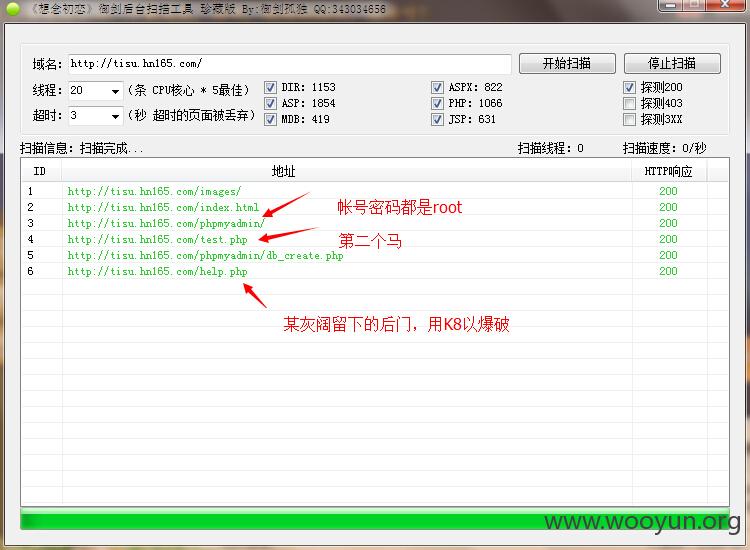 《想念初恋》御剑后台扫描工具 珍藏版 By:御剑孤独 QQ:343034656
域名: http://tisu.hn165.com/ 开始扫描 停止扫描
线程: 20 (条 CPU核心 * 5最佳) DIR: 1153 ASPX: 822 探测200
ASP: 1854 PHP: 1066 探测403
超时: 3 (秒 超时的页面被丢弃) MDB: 419 JSP: 631 探测3XX
扫描信息: 扫描完成... 扫描线程: 0 扫描速度: 0/秒
ID 地址 HTTP响应
1 http://tisu.hn165.com/images/ 200
2 http://tisu.hn165.com/index.html 200
帐号密码都是root
3 http://tisu.hn165.com/phpmyadmin/ 200
4 http://tisu.hn165.com/test.php 第二个马 200
5 http://tisu.hn165.com/phpmyadmin/db_create.php 200
6 http://tisu.hn165.com/help.php 200
某灰阔留下的后门，用K8以爆破
www.wooyun.org